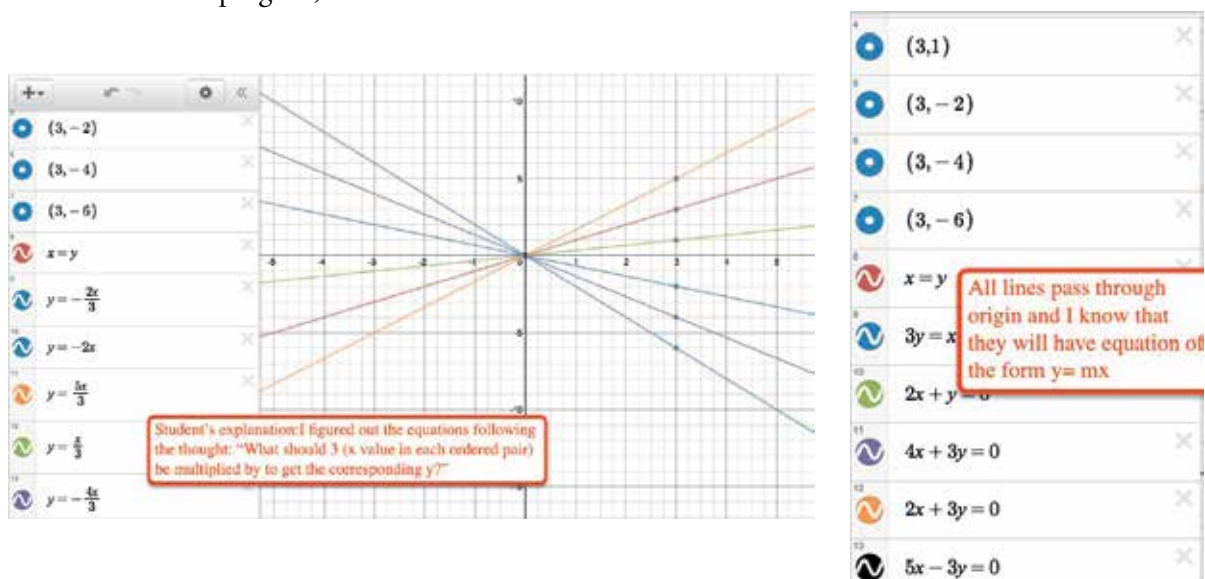 (3, −2)
(3, −4)
(3, −6)
x = y
y = −2x/3
y = −2x
y = 5x/3
y = x/3
y = −4x/3
Student's explanation:I figured out the equations following
the thought: "What should 3 (x value in each ordered pair)
be multiplied by to get the corresponding y?"
(3,1)
(3, −2)
(3, −4)
(3, −6)
x = y
3y = x
2x + y = 0
4x + 3y = 0
2x + 3y = 0
5x − 3y = 0
All lines pass through
origin and I know that
they will have equation of
the form y= mx